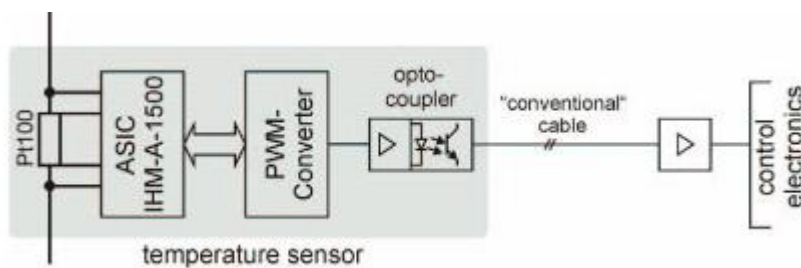 Pt100
ASIC
IHM-A-1500
PWM-
Converter
opto-
coupler
"conventional"
cable
control
electronics
temperature sensor